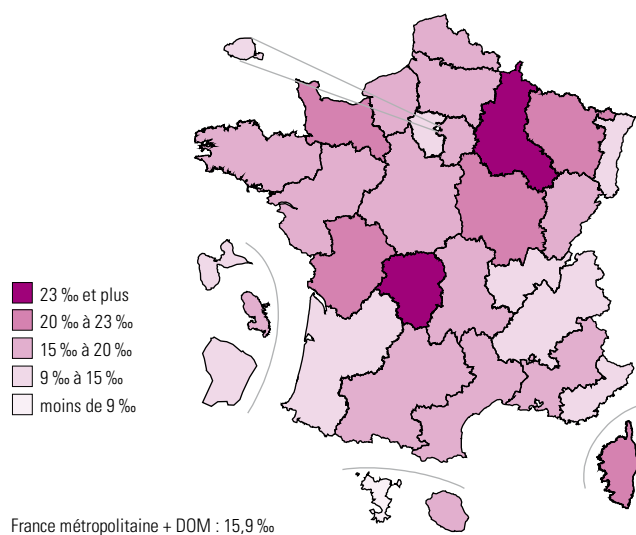 23 ‰ et plus
20 ‰ à 23 ‰
15 ‰ à 20 ‰
9 ‰ à 15 ‰
moins de 9 ‰
France métropolitaine + DOM : 15,9 ‰